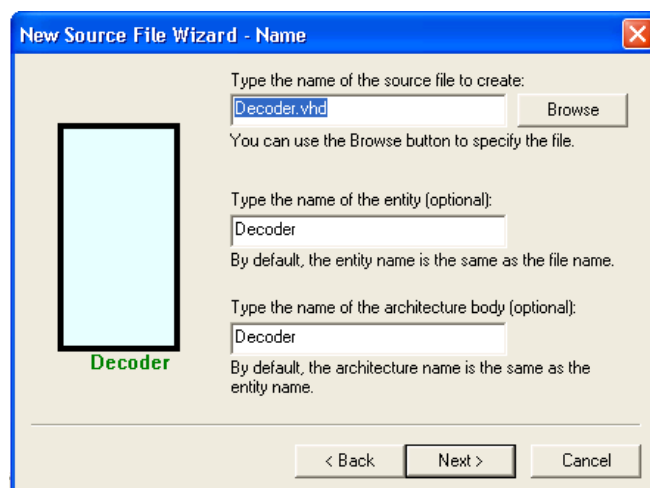 New Source File Wizard - Name
Type the name of the source file to create:
Decoder.vhd
Browse
You can use the Browse button to specify the file.
Type the name of the entity (optional):
Decoder
By default, the entity name is the same as the file name.
Type the name of the architecture body (optional):
Decoder
Decoder
By default, the architecture name is the same as the
entity name.
< Back
Next >
Cancel